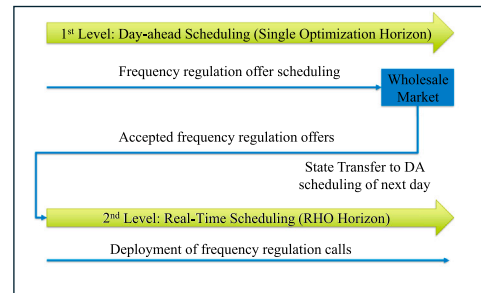 1st Level: Day-ahead Scheduling (Single Optimization Horizon)
Frequency regulation offer scheduling
Wholesale
Market
Accepted frequency regulation offers
State Transfer to DA
scheduling of next day
2nd Level: Real-Time Scheduling (RHO Horizon)
Deployment of frequency regulation calls